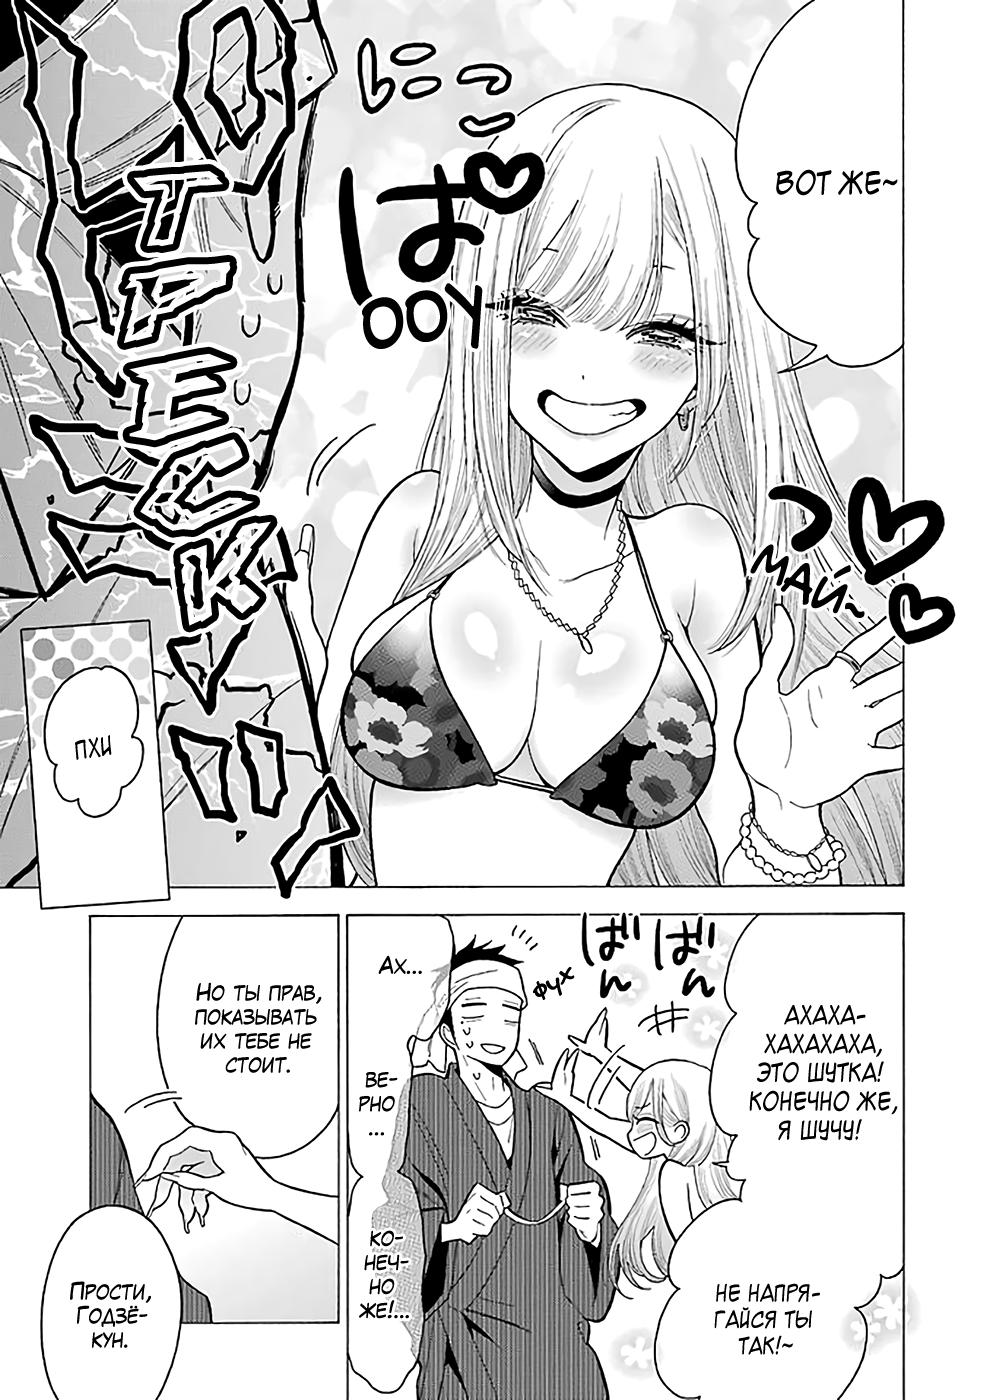 ВОТ ЖЕ~
にこ
ぱ
ООУ
っ
МАЙ~
ТРЕСК
ПХИ
АХАХА-
ХАХАХАХА,
ЭТО ШУТКА!
КОНЕЧНО ЖЕ,
Я ШУЧУ!
ばん
ばん
ФУХ
АХ...
ВЕ-
РНО
...
КО-
НЕЧ-
НО
ЖЕ!...
НЕ НАПРЯ-
ГАЙСЯ ТЫ
ТАК!~
НО ТЫ ПРАВ,
ПОКАЗЫВАТЬ
ИХ ТЕБЕ НЕ
СТОИТ.
ПРОСТИ,
ГОДЗЁ-
КУН.